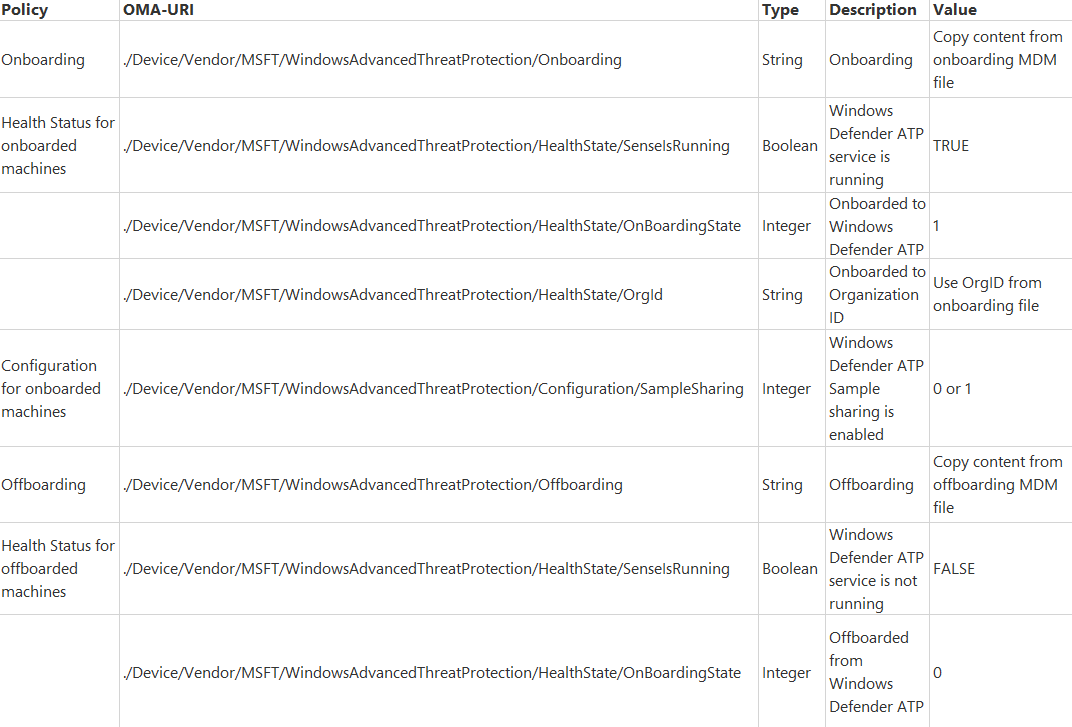 Policy OMA-URI Type Description Value
Onboarding ./Device/Vendor/MSFT/WindowsAdvancedThreatProtection/Onboarding String Onboarding Copy content from
onboarding MDM
file
Health Status for
onboarded
machines ./Device/Vendor/MSFT/WindowsAdvancedThreatProtection/HealthState/SenseIsRunning Boolean Windows
Defender ATP
service is
running TRUE
./Device/Vendor/MSFT/WindowsAdvancedThreatProtection/HealthState/OnBoardingState Integer Onboarded to
Windows
Defender ATP 1
./Device/Vendor/MSFT/WindowsAdvancedThreatProtection/HealthState/OrgId String Onboarded to
Organization
ID Use OrgID from
onboarding file
Configuration
for onboarded
machines ./Device/Vendor/MSFT/WindowsAdvancedThreatProtection/Configuration/SampleSharing Integer Windows
Defender ATP
Sample
sharing is
enabled 0 or 1
Offboarding ./Device/Vendor/MSFT/WindowsAdvancedThreatProtection/Offboarding String Offboarding Copy content from
offboarding MDM
file
Health Status for
offboarded
machines ./Device/Vendor/MSFT/WindowsAdvancedThreatProtection/HealthState/SenseIsRunning Boolean Windows
Defender ATP
service is not
running FALSE
./Device/Vendor/MSFT/WindowsAdvancedThreatProtection/HealthState/OnBoardingState Integer Offboarded
from
Windows
Defender ATP 0